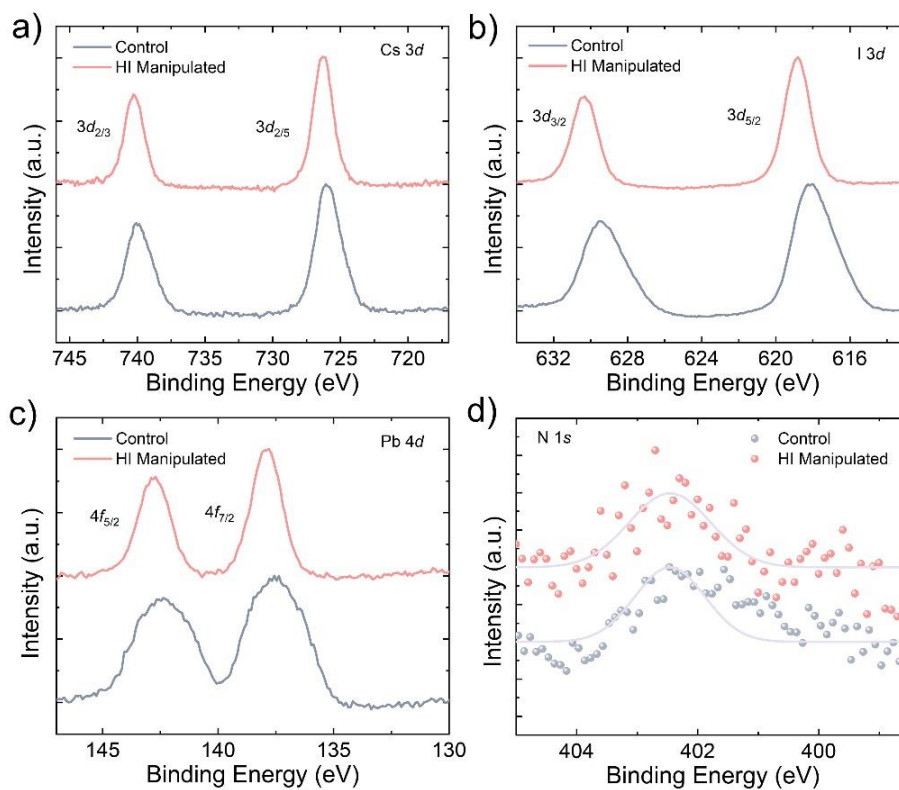 a)
Control
HI Manipulated
Cs 3d
3d2/3
3d2/5
Intensity (a.u.)
745 740 735 730 725 720
Binding Energy (eV)
b)
Control
HI Manipulated
I 3d
3d3/2
3d5/2
Intensity (a.u.)
632 628 624 620 616
Binding Energy (eV)
c)
Control
HI Manipulated
Pb 4d
4f5/2
4f7/2
Intensity (a.u.)
145 140 135 130
Binding Energy (eV)
d)
N 1s
Control
HI Manipulated
Intensity (a.u.)
404 402 400
Binding Energy (eV)